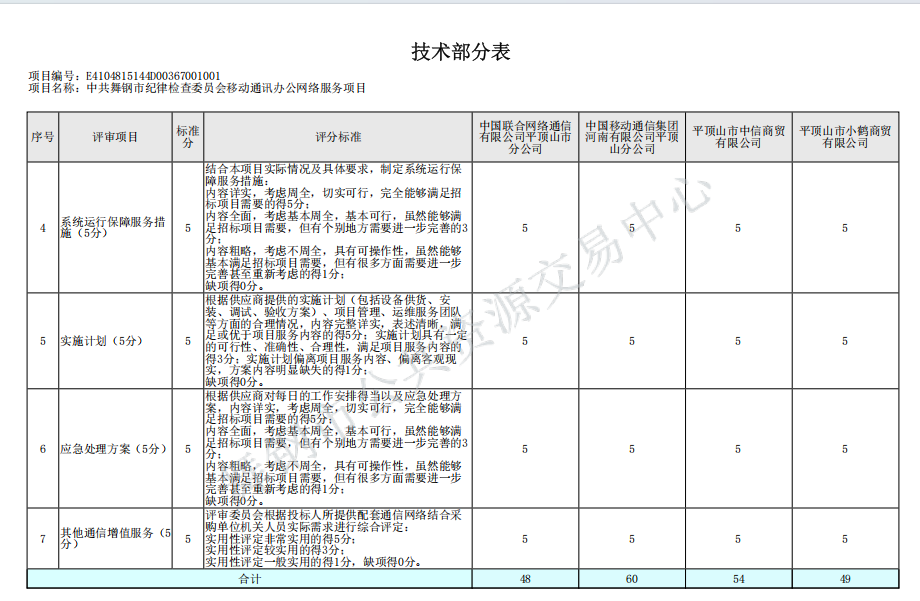 技术部分表
项目编号：E4104815144D00367001001
项目名称：中共舞钢市纪律检查委员会移动通讯办公网络服务项目
序号
评审项目
标准
分
评分标准
中国联合网络通信
有限公司平顶山市
分公司
中国移动通信集团
河南有限公司平顶
山分公司
平顶山市中信商贸
有限公司
平顶山市小鹤商贸
有限公司
4
系统运行保障服务措
施（5分）
5
结合本项目实际情况及具体要求，制定系统运行保
障服务措施；
内容详实，考虑周全，切实可行，完全能够满足招
标项目需要的得5分；
内容全面，考虑基本周全，基本可行，虽然能够满
足招标项目需要，但有个别地方需要进一步完善的3
分；
内容粗略，考虑不周全，具有可操作性，虽然能够
基本满足招标项目需要，但有很多方面需要进一步
完善甚至重新考虑的得1分；
缺项得0分。
5
5
5
5
5
实施计划（5分）
5
根据供应商提供的实施计划（包括设备供货、安
装、调试、验收方案）、项目管理、运维服务团队
等方面的合理情况，内容完整详实，表述清晰，满
足或优于项目服务内容的得5分；实施计划具有一定
的可行性、准确性、合理性，满足项目服务内容的
得3分；实施计划偏离项目服务内容、偏离客观现
实，方案内容明显缺失的得1分；
缺项得0分。
5
5
5
5
6
应急处理方案（5分）
5
根据供应商对每日的工作安排得当以及应急处理方
案，内容详实，考虑周全，切实可行，完全能够满
足招标项目需要的得5分；
内容全面，考虑基本周全，基本可行，虽然能够满
足招标项目需要，但有个别地方需要进一步完善的3
分；
内容粗略，考虑不周全，具有可操作性，虽然能够
基本满足招标项目需要，但有很多方面需要进一步
完善甚至重新考虑的得1分；
缺项得0分。
5
5
5
5
7
其他通信增值服务（5
分）
5
评审委员会根据投标人所提供配套通信网络结合采
购单位机关人员实际需求进行综合评定：
实用性评定非常实用的得5分；
实用性评定较实用的得3分；
实用性评定一般实用的得1分，缺项得0分。
5
5
5
5
合计
48
60
54
49
舞钢市公共资源交易中心